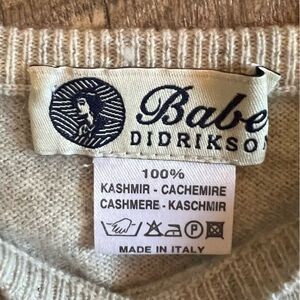 Babe
DIDRIKSO
100%
KASHMIR - CACHEMIRE
CASHMERE - KASCHMIR
A P
MADE IN ITALY